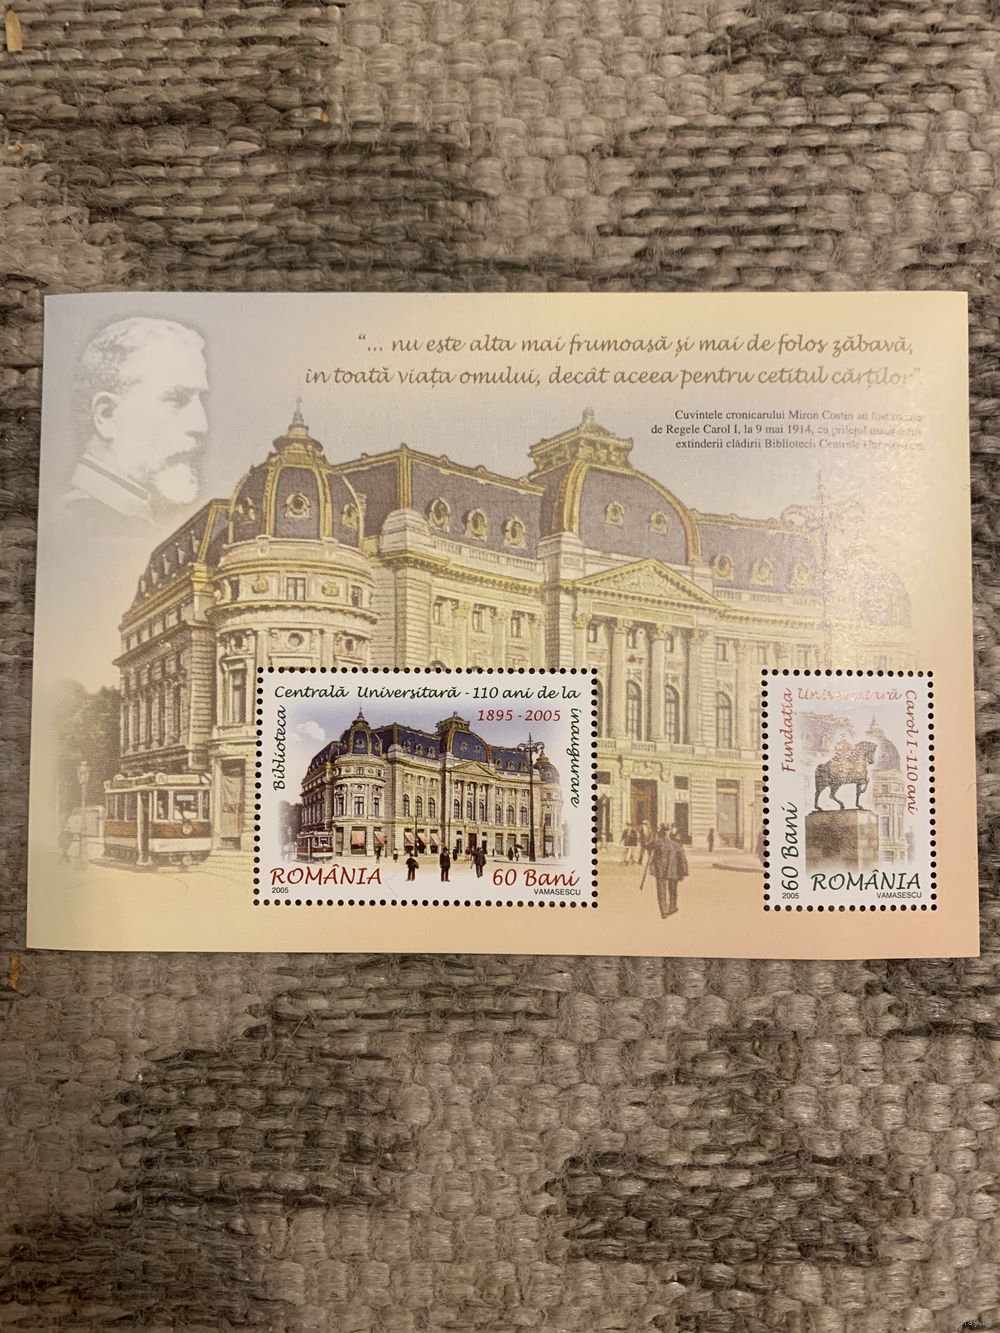 “... nu este alta mai frumoasă și mai de folos zăbavă,
în toată viața omului, decât aceea pentru cetitul cărților”
Cuvintele cronicarului Miron Costin au fost rostite
de Regele Carol I, la 9 mai 1914, cu prilejul
extinderii clădirii Bibliotecii Centrale
Biblioteca Centrală Universitară - 110 ani de la inaugurare
1895 - 2005
ROMÂNIA
60 Bani
2005
VAMASESCU
Fundația Universitară Carol I - 110 ani
60 Bani
ROMÂNIA
2005
VAMASESCU